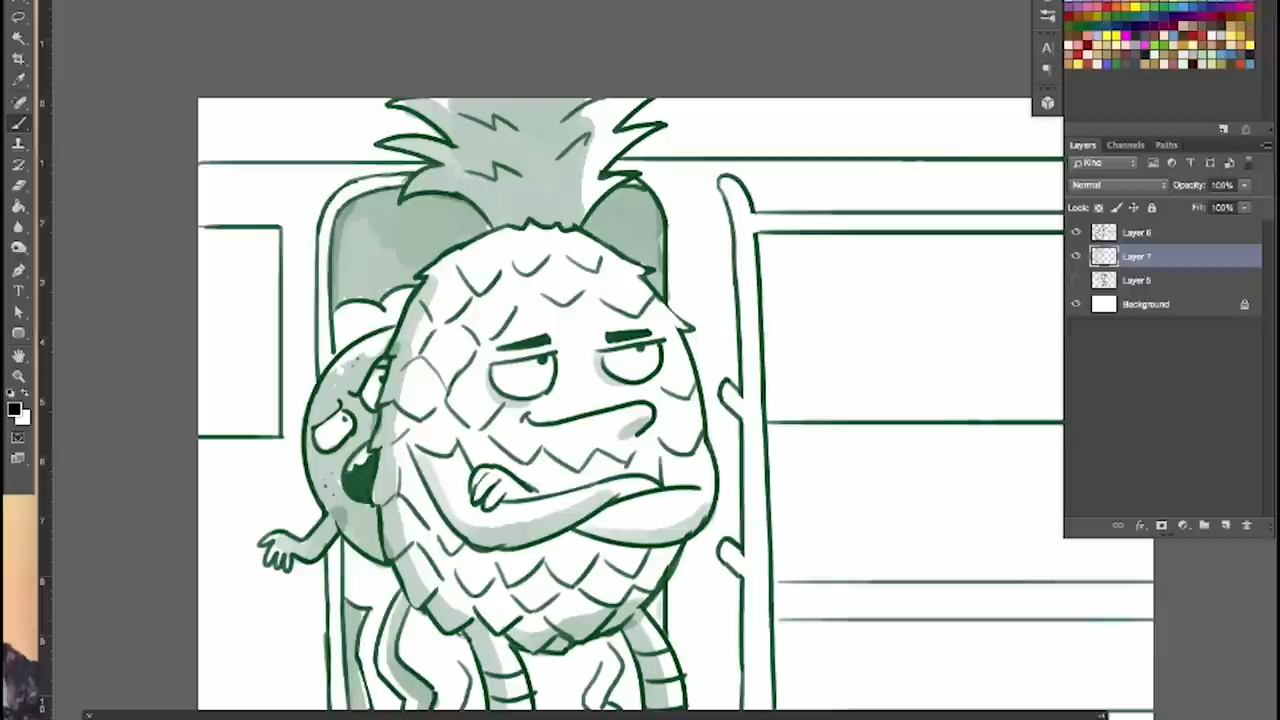 Layers Channels Paths
Kind
Normal Opacity: 100%
Lock: Fill: 100%
Layer 6
Layer 7
Layer 5
Background